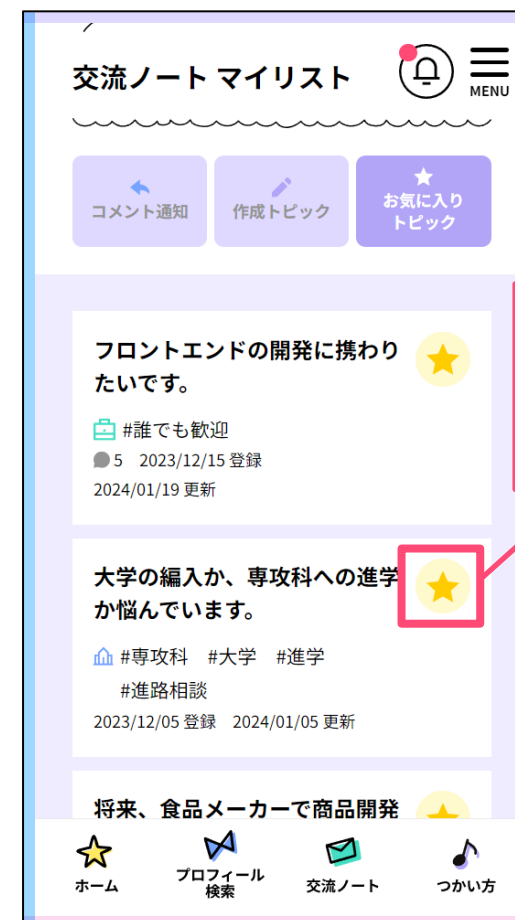 交流ノート マイリスト
MENU
コメント通知
作成トピック
お気に入り
トピック
フロントエンドの開発に携わり
たいです。
#誰でも歓迎
5 2023/12/15 登録
2024/01/19 更新
大学の編入か、専攻科への進学
か悩んでいます。
#専攻科 #大学 #進学
#進路相談
2023/12/05 登録 2024/01/05 更新
将来、食品メーカーで商品開発
ホーム
プロフィール
検索
交流ノート
つかい方